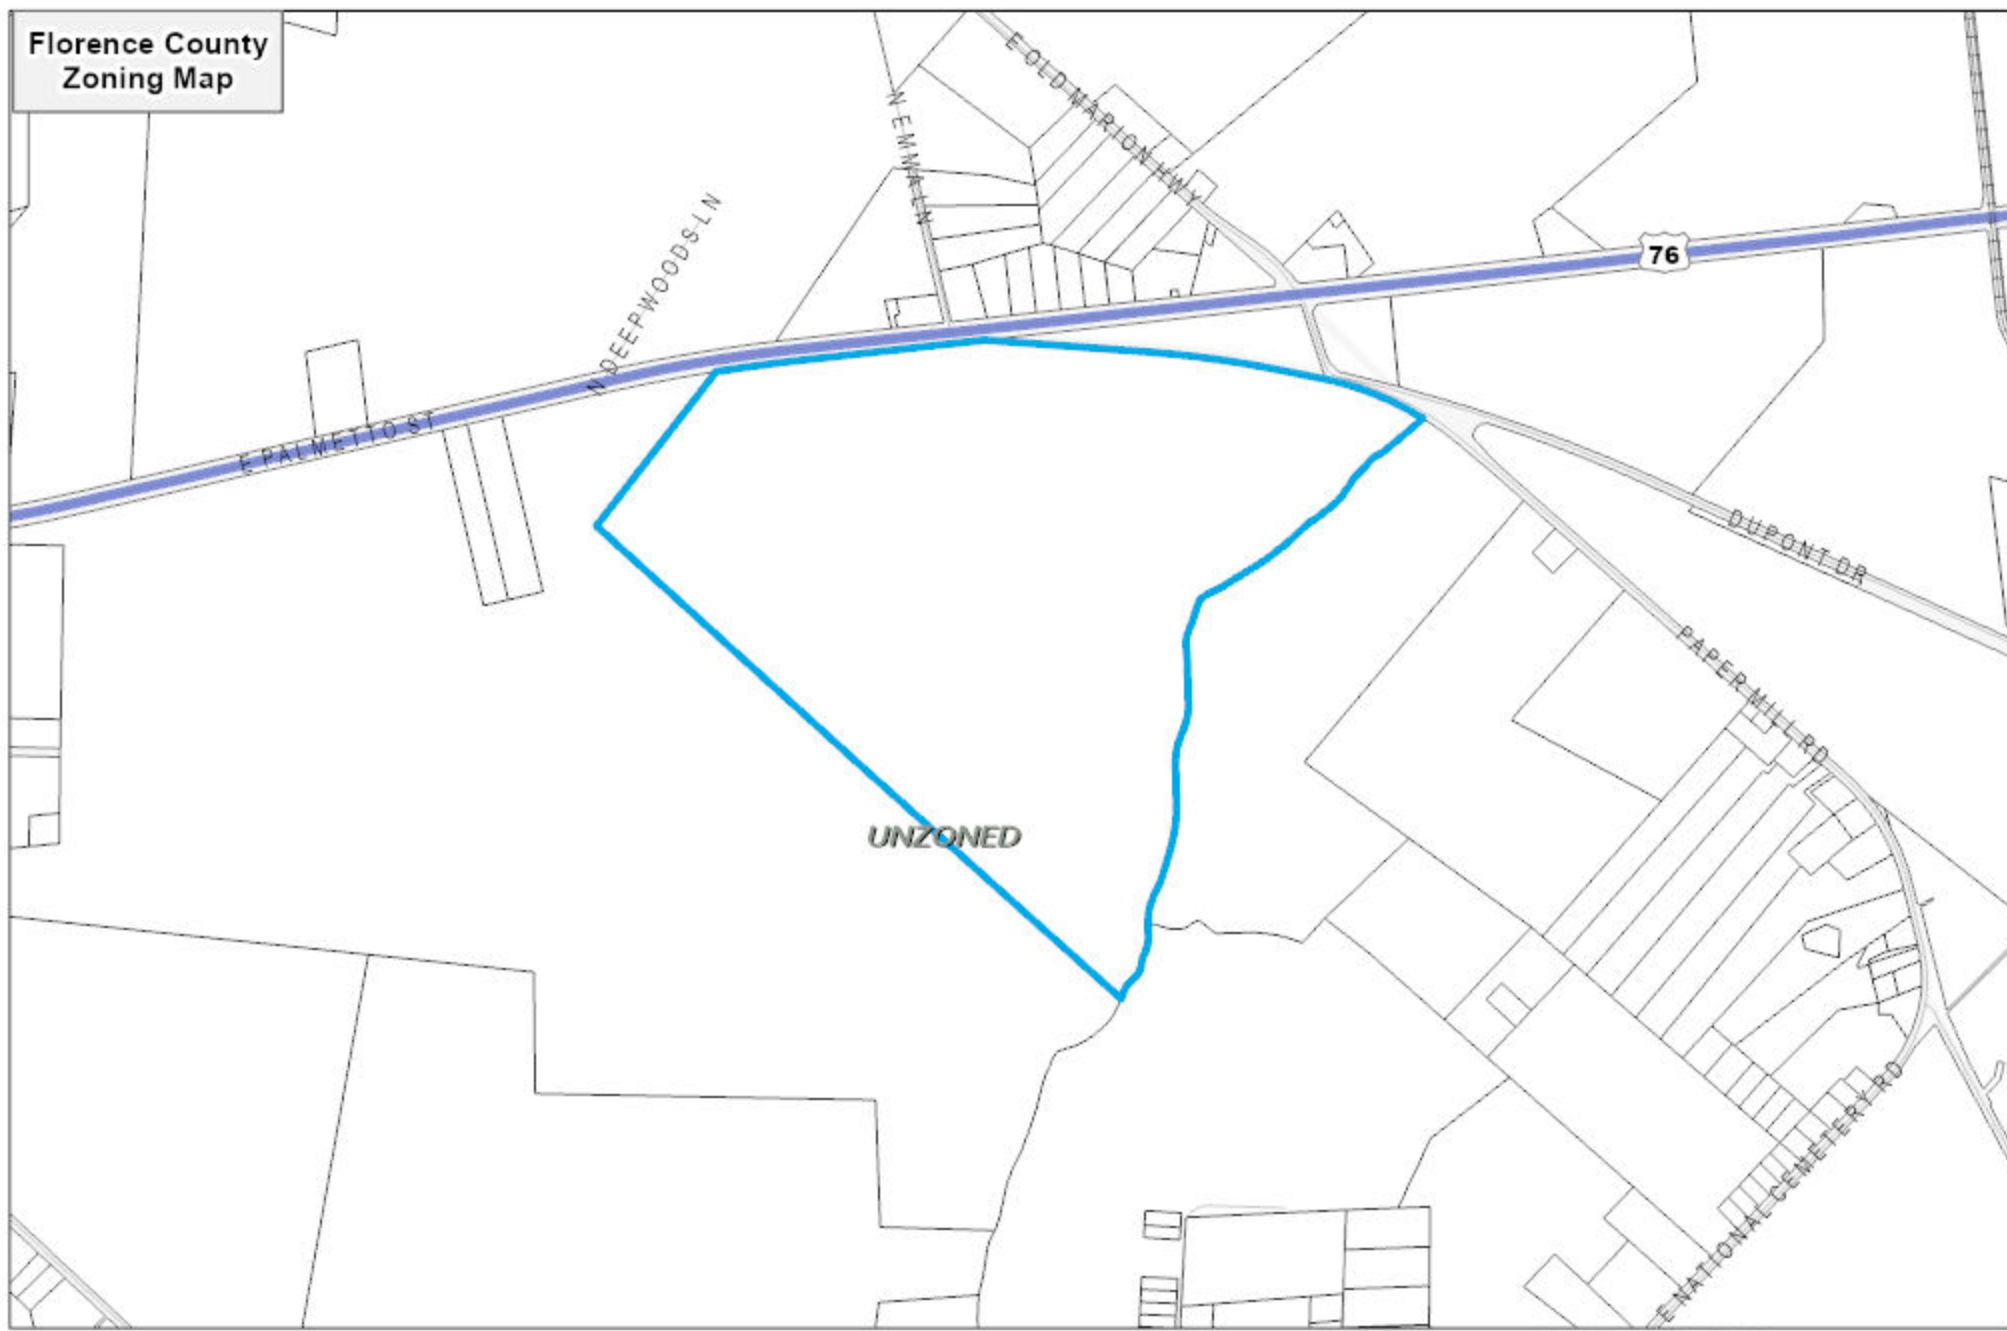 Florence County
Zoning Map
E OLD MARION HWY
N EMMA LN
N DEEPWOODS LN
76
E PALMETTO ST
DUPONT DR
PAPER MILL RD
UNZONED
E NATIONAL CEMETERY RD